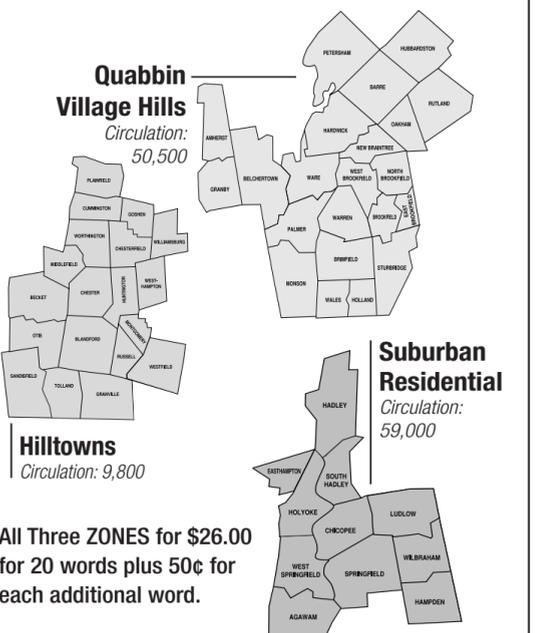 Quabbin
Village Hills
Circulation:
50,500
PETERSHAM
HUBBARDSTON
BARRE
RUTLAND
OAKHAM
HARDWICK
NEW BRAINTREE
AMHERST
GRANBY
BELCHERTOWN
WARE
WEST
BROOKFIELD
NORTH
BROOKFIELD
EAST
BROOKFIELD
BROOKFIELD
WARREN
PALMER
BRIMFIELD
STURBRIDGE
MONSON
WALES
HOLLAND
PLAINFIELD
CUMMINGTON
GOSHEN
WORTHINGTON
CHESTERFIELD
WILLIAMSBURG
MIDDLEFIELD
HUNTINGTON
WEST-
HAMPTON
BECKET
CHESTER
MONTGOMERY
OTIS
BLANDFORD
RUSSELL
WESTFIELD
SANDISFIELD
TOLLAND
GRANVILLE
Hilltowns
Circulation: 9,800
Suburban
Residential
Circulation:
59,000
HADLEY
EASTHAMPTON
SOUTH
HADLEY
HOLYOKE
CHICOPEE
LUDLOW
WEST
SPRINGFIELD
SPRINGFIELD
WILBRAHAM
HAMPDEN
AGAWAM
All Three ZONES for $26.00
for 20 words plus 50¢ for
each additional word.